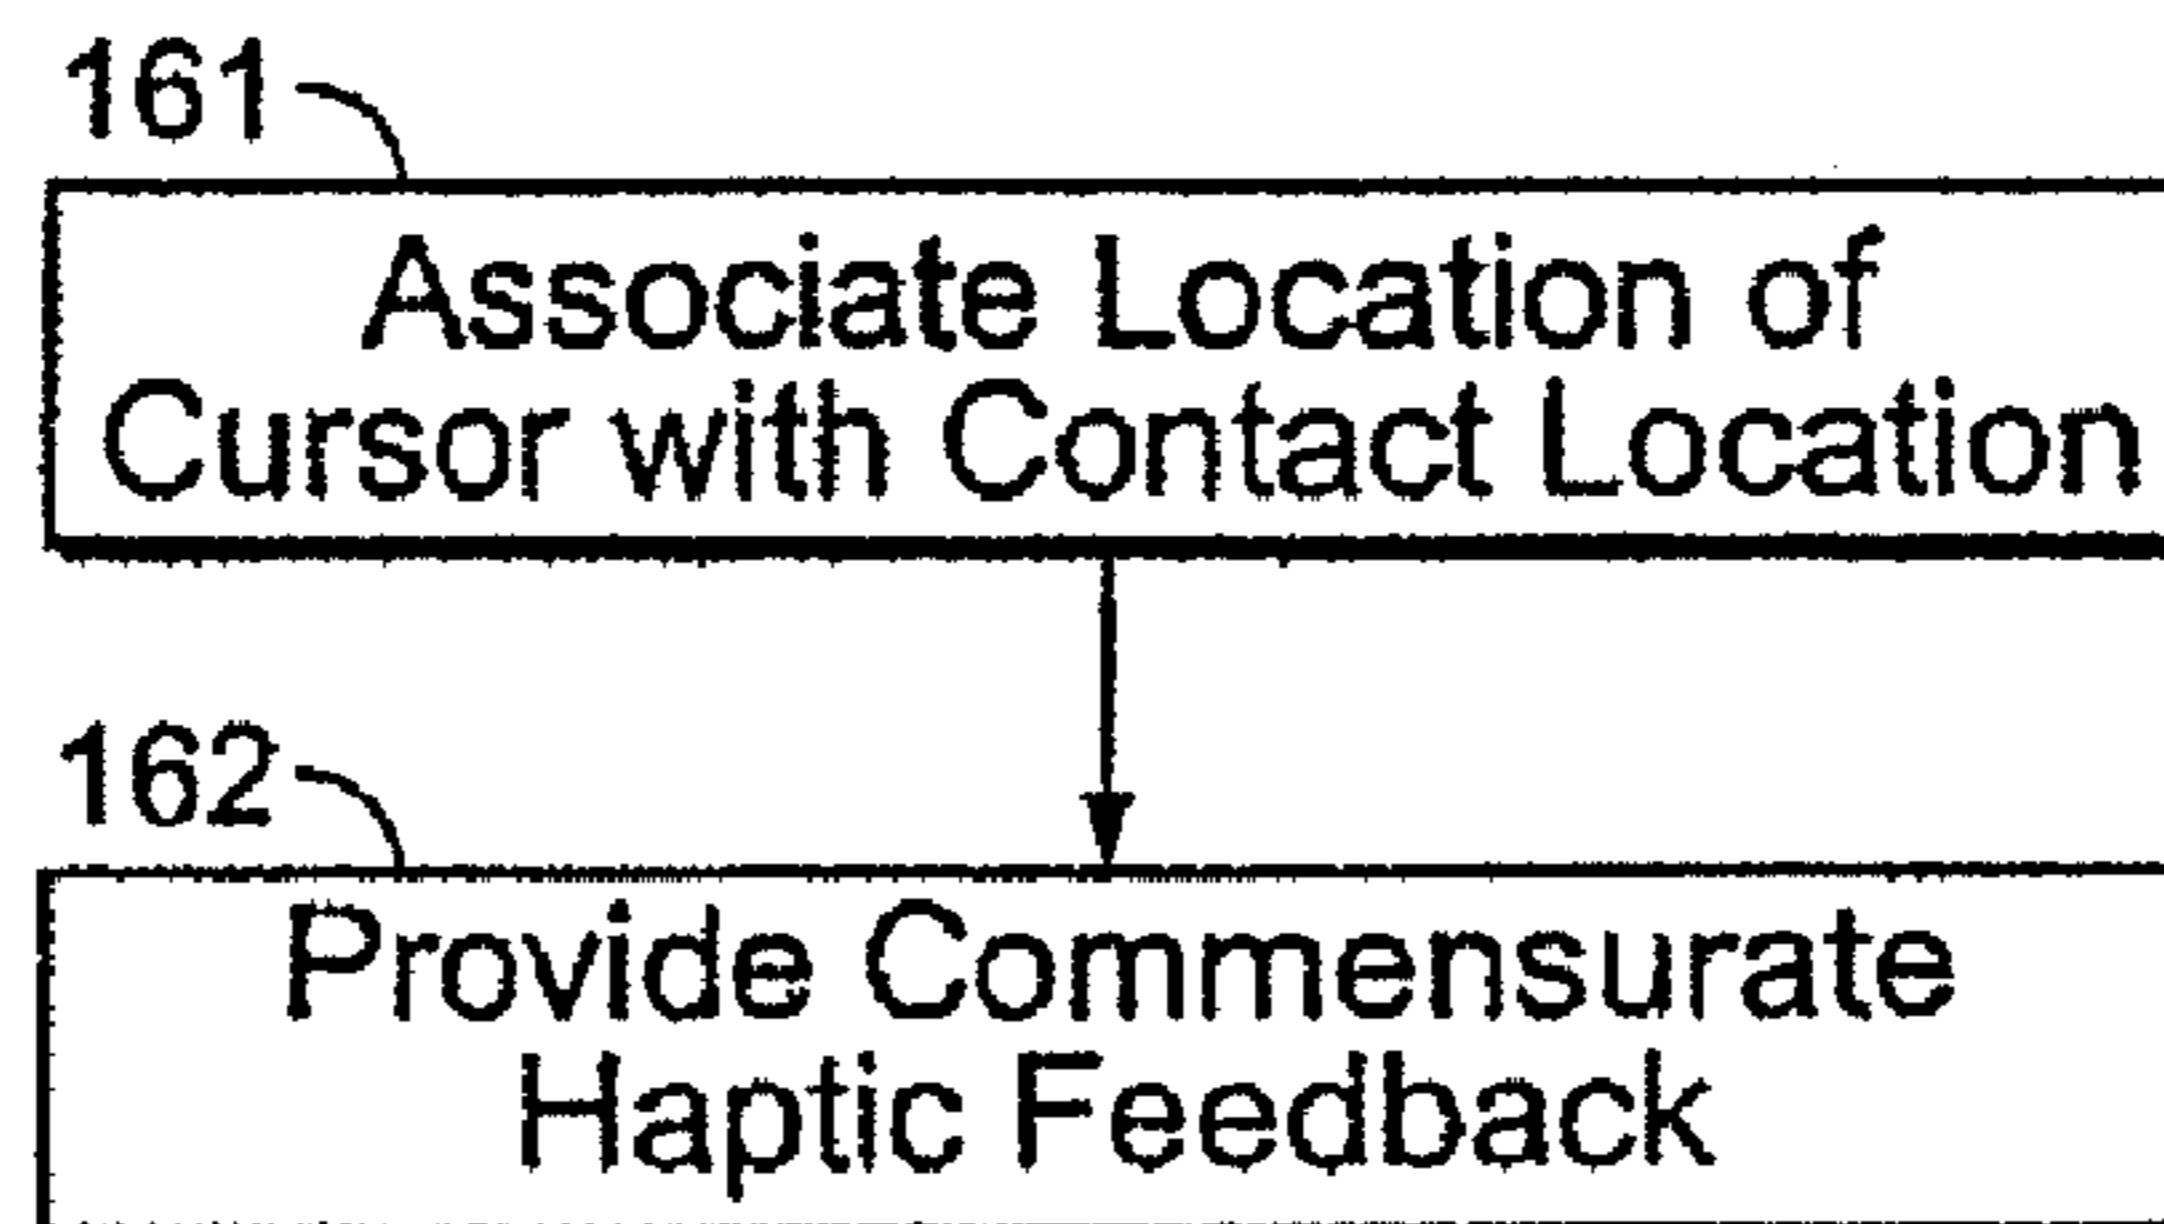 161
Associate Location of
Cursor with Contact Location
162
Provide Commensurate
Haptic Feedback